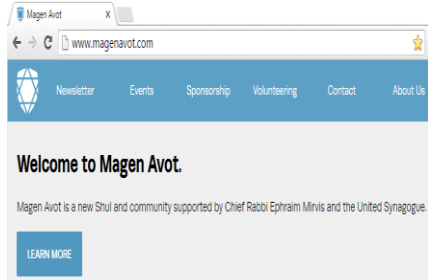 Magen Avot x
www.magenavot.com
Newsletter Events Sponsorship Volunteering Contact About Us
Welcome to Magen Avot.
Magen Avot is a new Shul and community supported by Chief Rabbi Ephraim Mirvis and the United Synagogue.
LEARN MORE